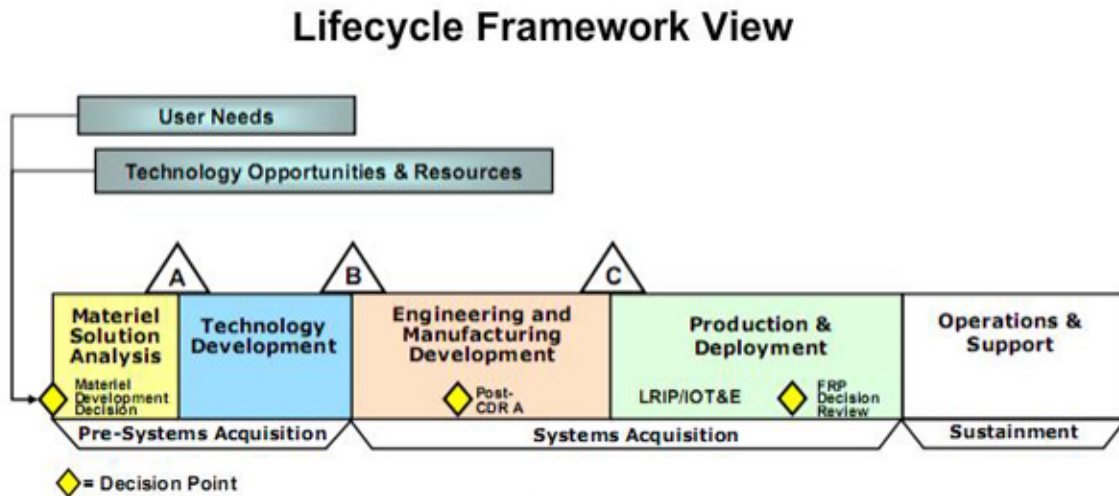 Lifecycle Framework View
User Needs
Technology Opportunities & Resources
A
B
C
Materiel
Solution
Analysis
Technology
Development
Engineering and
Manufacturing
Development
Production &
Deployment
Operations &
Support
Materiel
Development
Decision
Post-
CDR A
LRIP/IOT&E
FRP
Decision
Review
Pre-Systems Acquisition
Systems Acquisition
Sustainment
= Decision Point